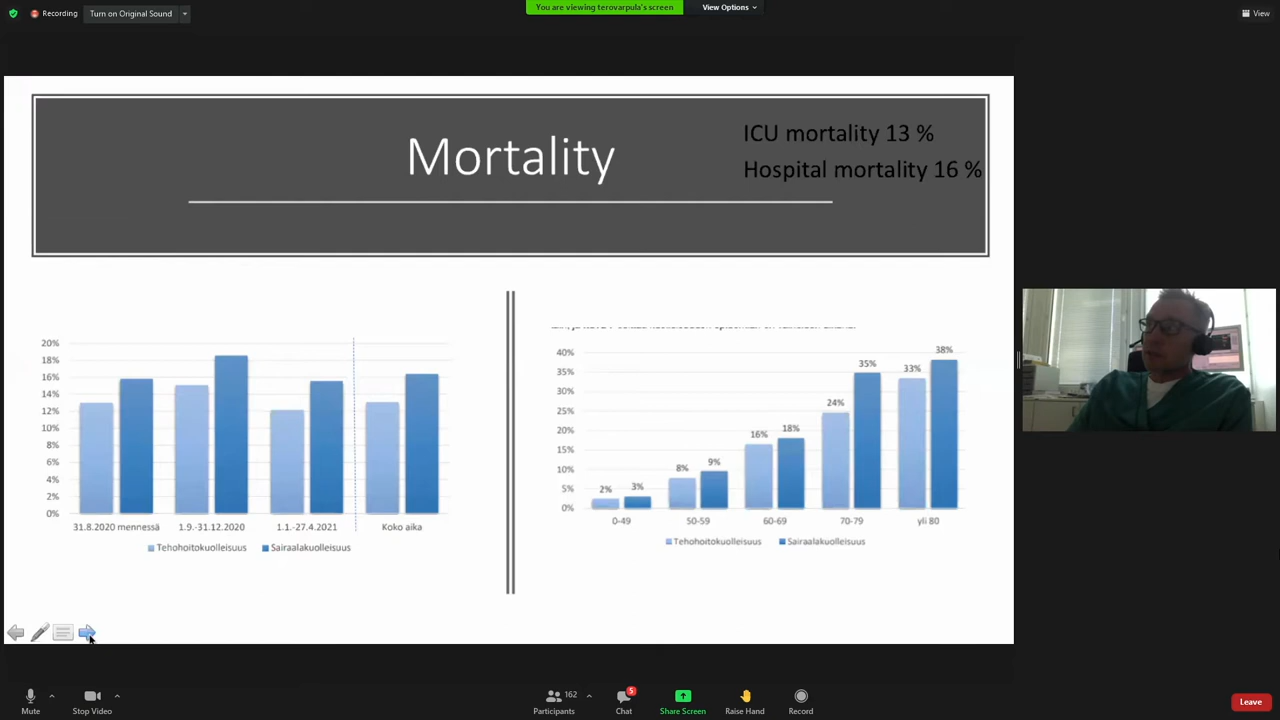 Recording
Turn on Original Sound
You are viewing terovarpula's screen
View Options
View
Mortality
ICU mortality 13 %
Hospital mortality 16 %
20%
18%
16%
14%
12%
10%
8%
6%
4%
2%
0%
31.8.2020 mennessä
1.9.-31.12.2020
1.1.-27.4.2021
Koko aika
Tehohoitokuolleisuus
Sairaalakuolleisuus
40%
35%
30%
25%
20%
15%
10%
5%
0%
2%
3%
8%
9%
16%
18%
24%
35%
33%
38%
0-49
50-59
60-69
70-79
yli 80
Tehohoitokuolleisuus
Sairaalakuolleisuus
Mute
Stop Video
162
Participants
5
Chat
Share Screen
Raise Hand
Record
Leave